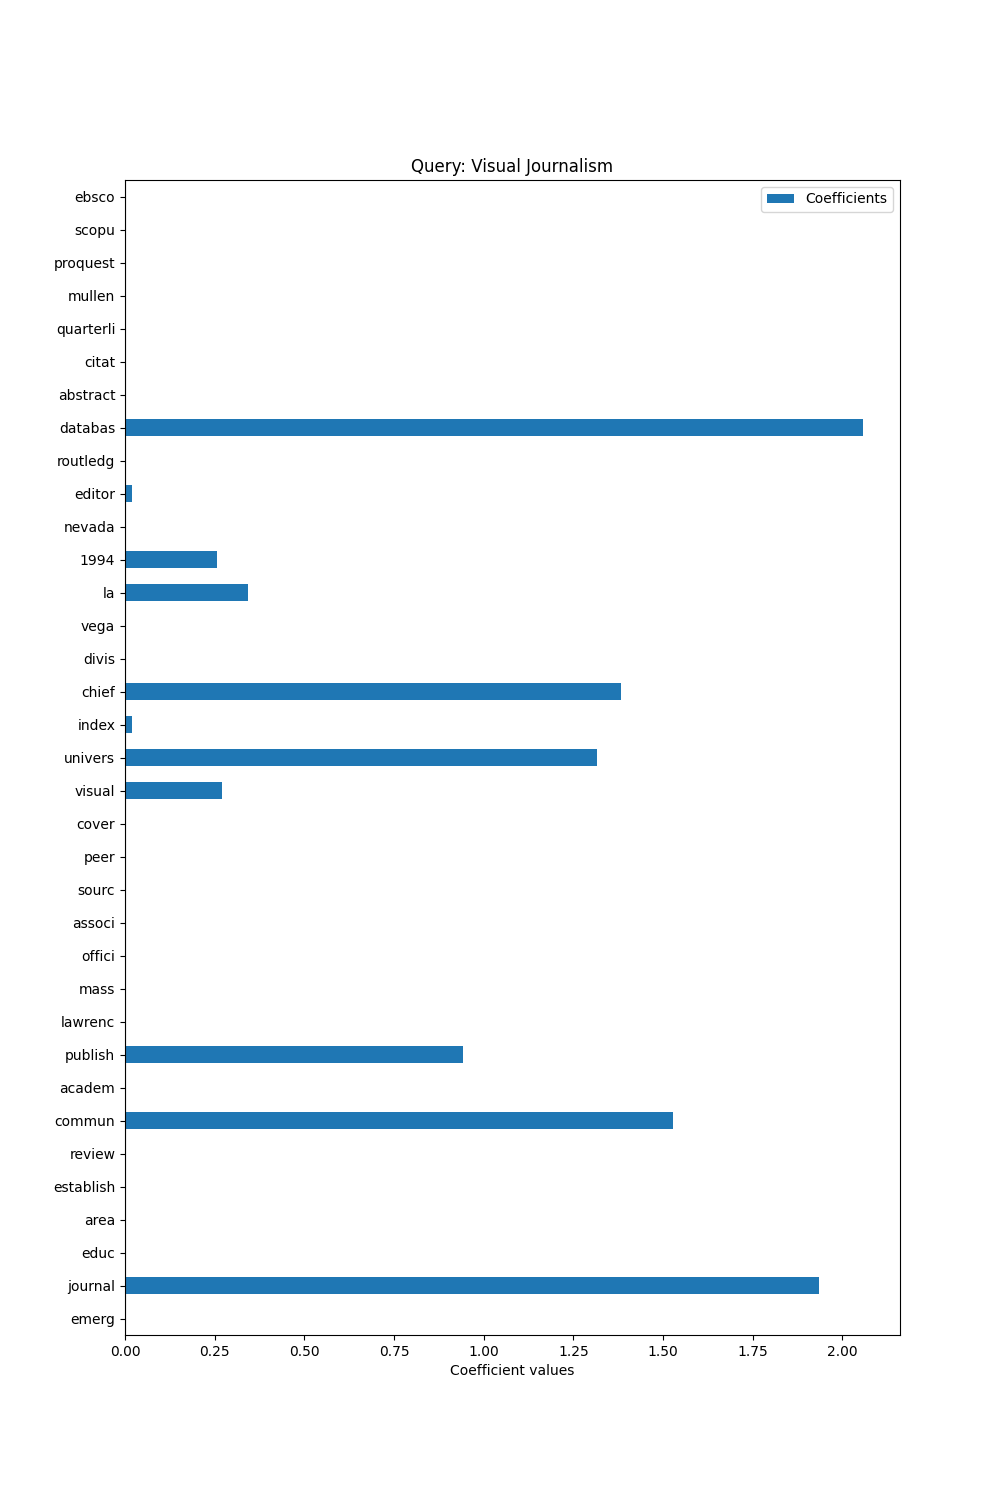 Query: Visual Journalism
Coefficients
ebsco
scopu
proquest
mullen
quarterli
citat
abstract
databas
routledg
editor
nevada
1994
la
vega
divis
chief
index
univers
visual
cover
peer
sourc
associ
offici
mass
lawrenc
publish
academ
commun
review
establish
area
educ
journal
emerg
0.00 0.25 0.50 0.75 1.00 1.25 1.50 1.75 2.00
Coefficient values